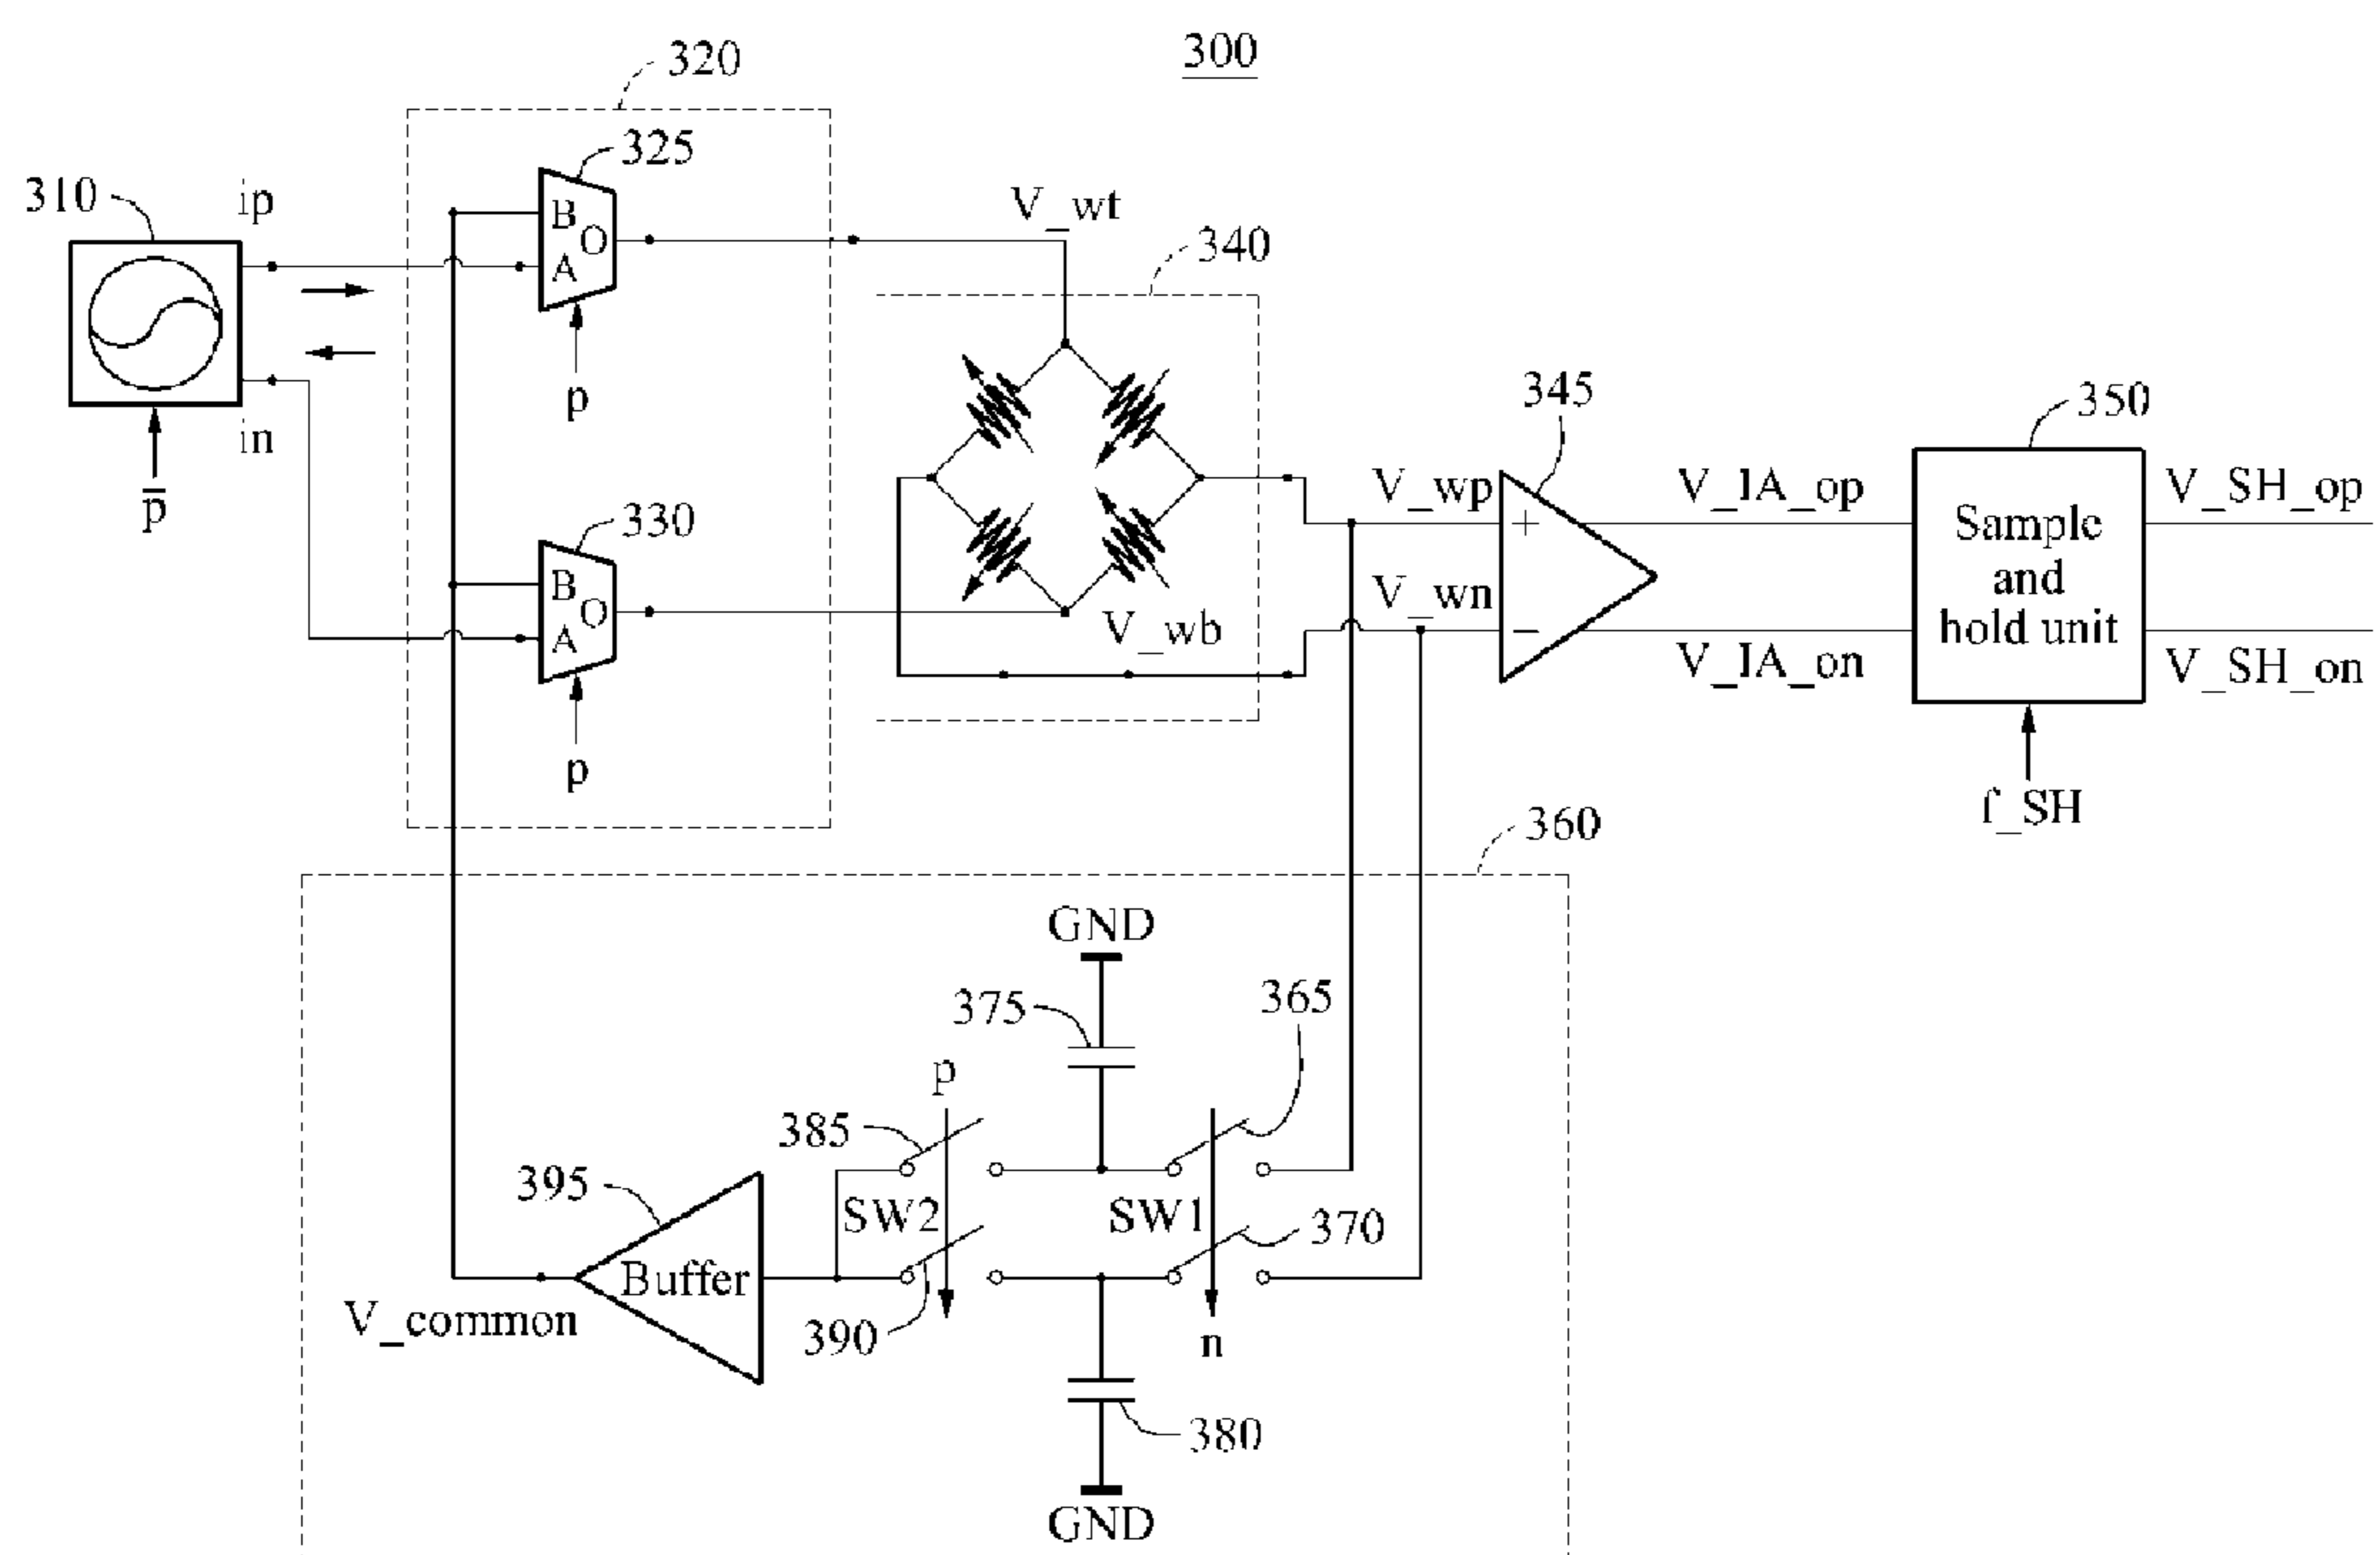 300
320
325
310
ip
B
O
A
V_wt
340
p
in
p̄
345
350
330
B
O
A
p
V_wb
V_wp
+
V_wn
−
V_IA_op
V_IA_on
Sample
and
hold unit
V_SH_op
V_SH_on
f_SH
360
GND
375
365
p
385
395
SW2
SW1
370
Buffer
V_common
390
n
380
GND